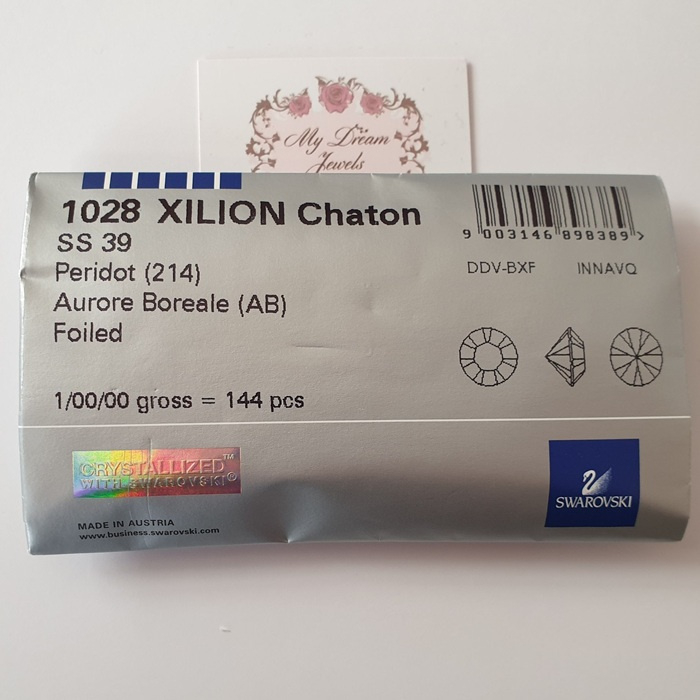 My Dream
Jewels
1028 XILION Chaton
SS 39
Peridot (214)
Aurore Boreale (AB)
Foiled
1/00/00 gross = 144 pcs
9 003146 898389 >
DDV-BXF INNAVQ
CRYSTALLIZED™
WITH SWAROVSKI®
MADE IN AUSTRIA
www.business.swarovski.com
SWAROVSKI